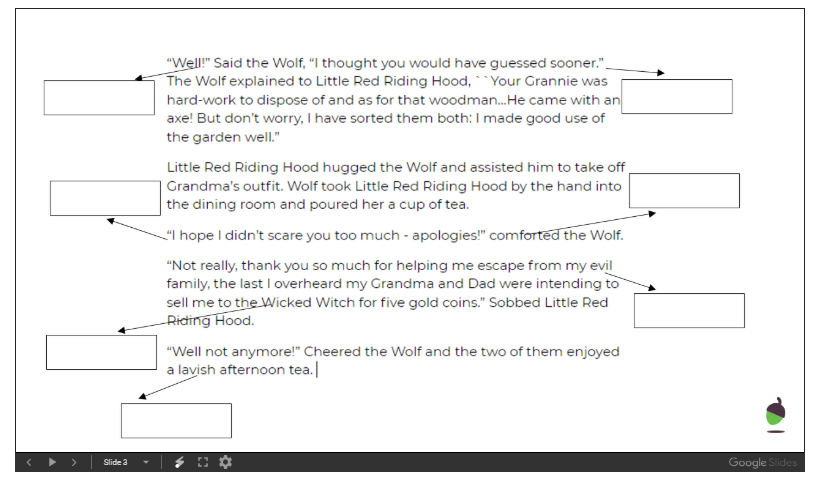 “Well!” Said the Wolf, “I thought you would have guessed sooner.”
The Wolf explained to Little Red Riding Hood, ``Your Grannie was
hard-work to dispose of and as for that woodman...He came with an
axe! But don’t worry, I have sorted them both: I made good use of
the garden well.”
Little Red Riding Hood hugged the Wolf and assisted him to take off
Grandma’s outfit. Wolf took Little Red Riding Hood by the hand into
the dining room and poured her a cup of tea.
“I hope I didn’t scare you too much - apologies!” comforted the Wolf.
“Not really, thank you so much for helping me escape from my evil
family, the last I overheard my Grandma and Dad were intending to
sell me to the Wicked Witch for five gold coins.” Sobbed Little Red
Riding Hood.
“Well not anymore!” Cheered the Wolf and the two of them enjoyed
a lavish afternoon tea.
Slide 3
Google Slides